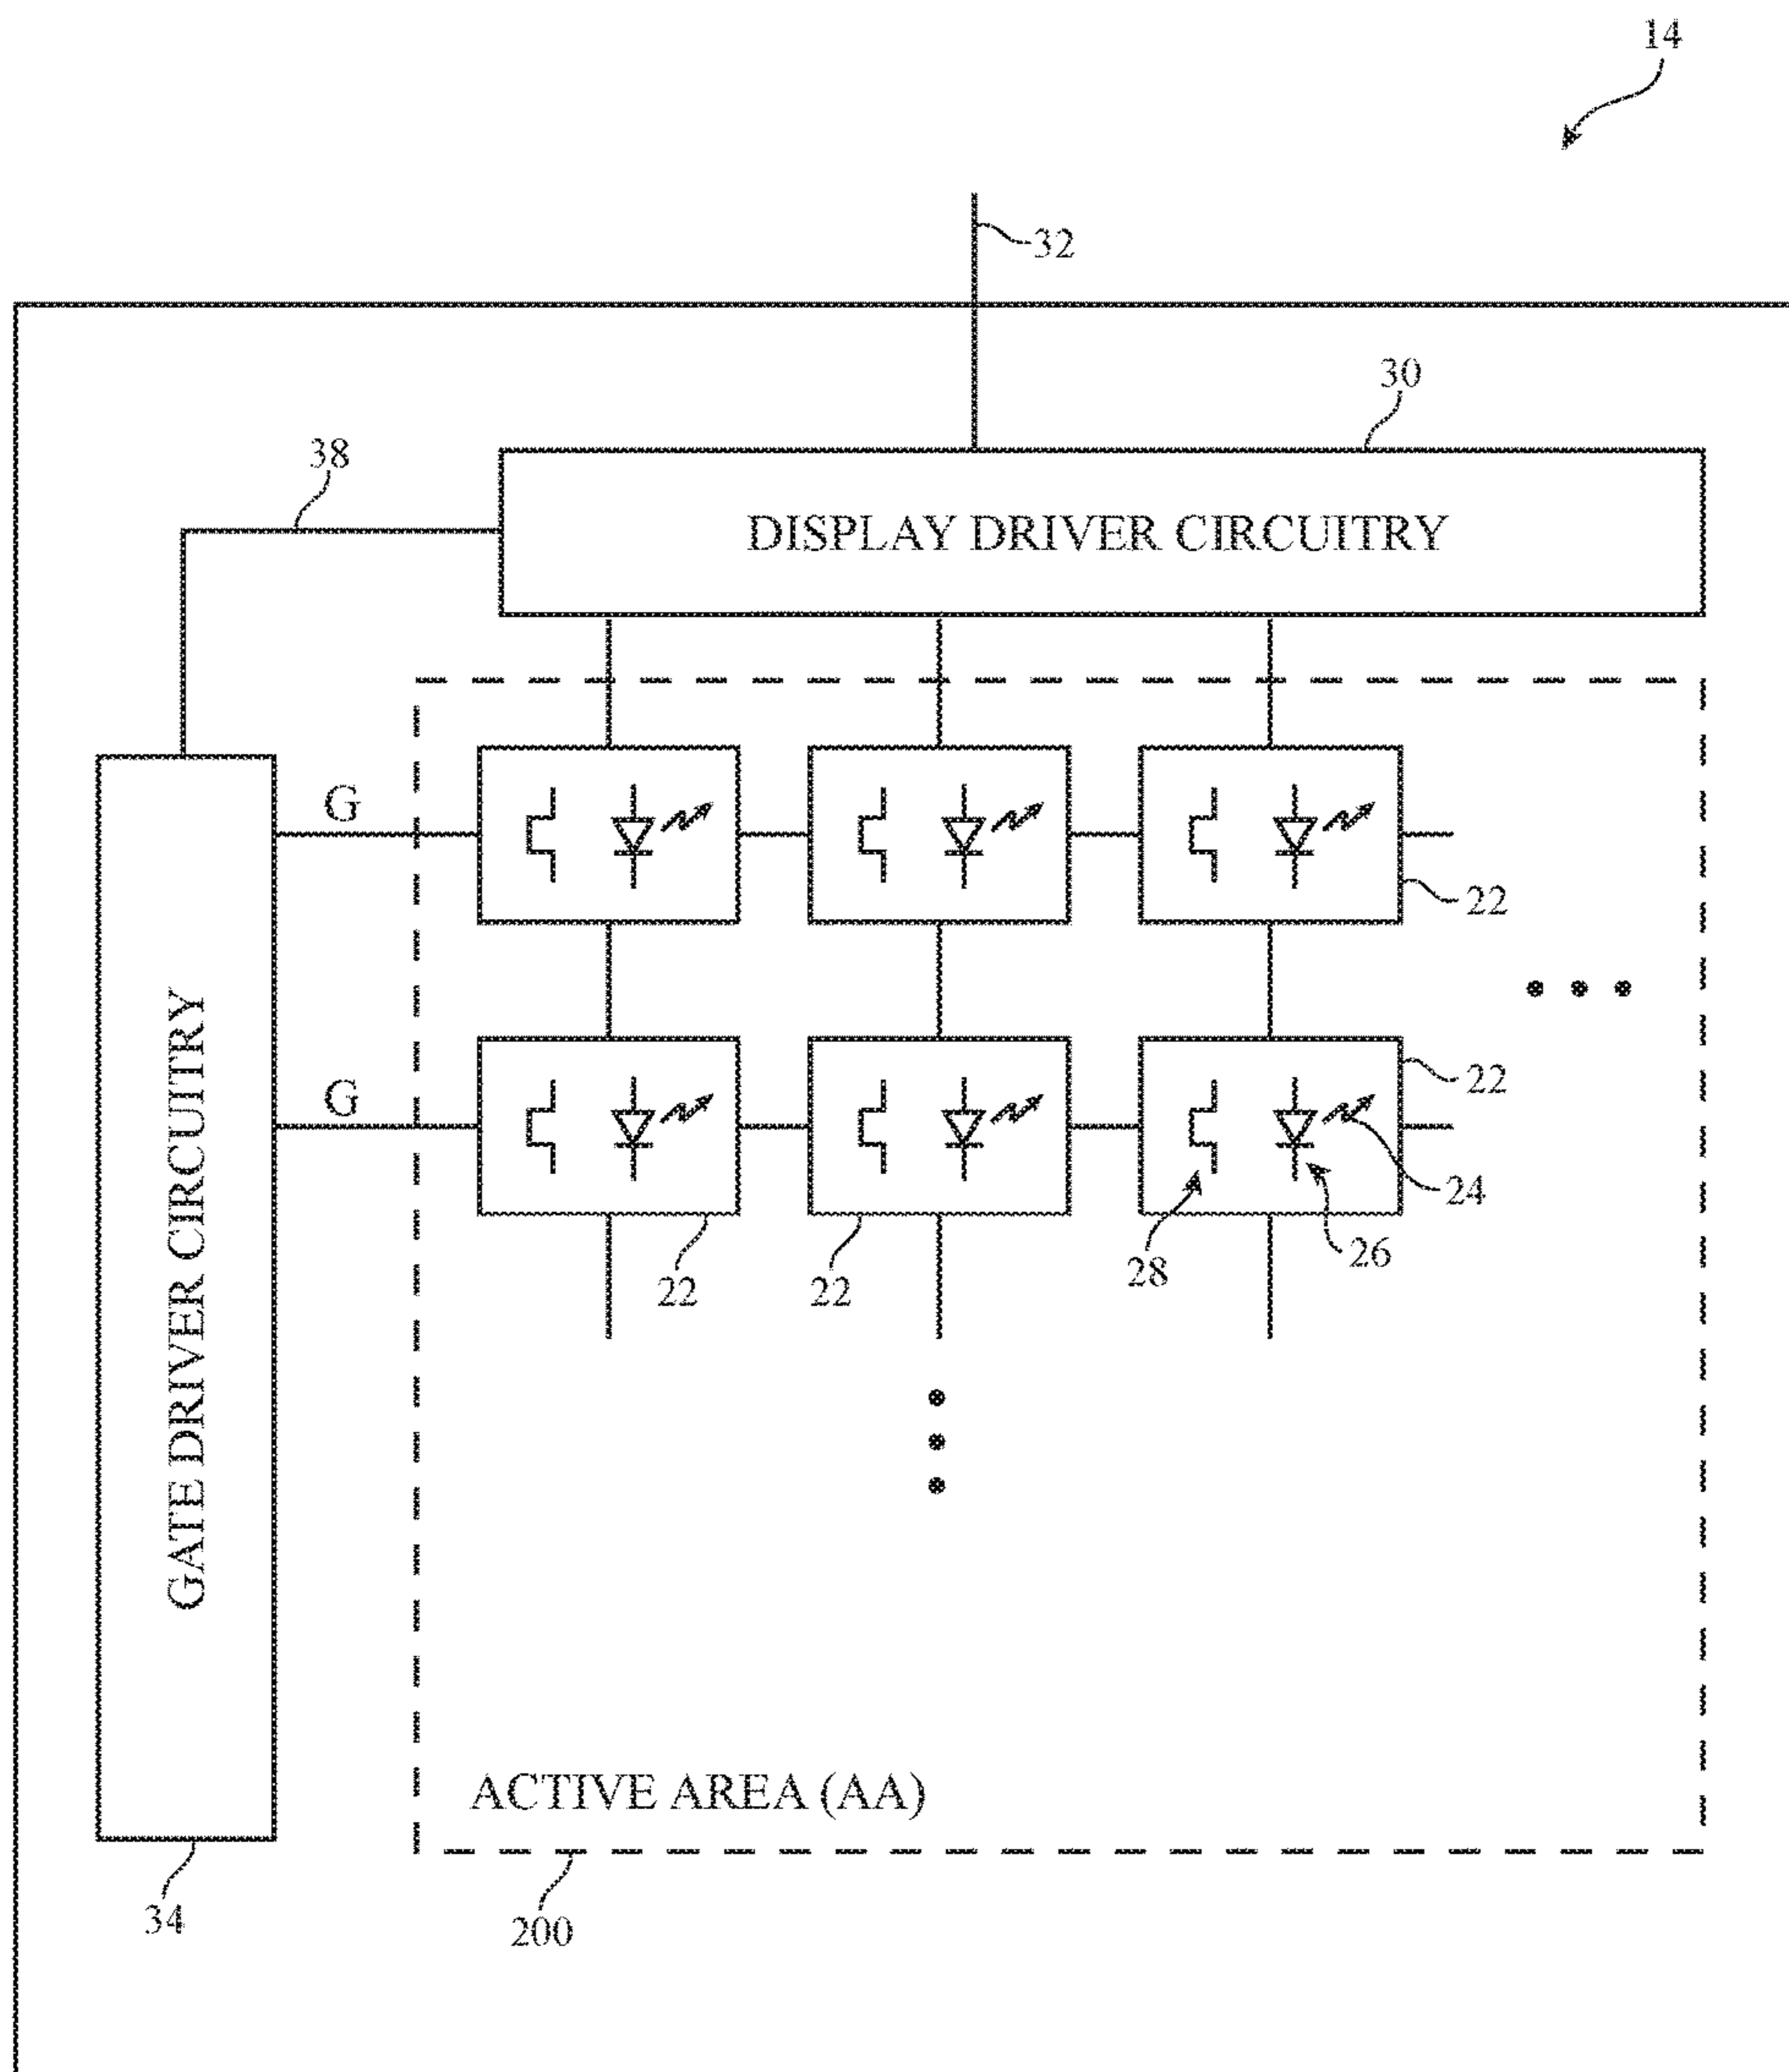 14
32
30
38
DISPLAY DRIVER CIRCUITRY
G
22
G
22
24
28
26
22
22
GATE DRIVER CIRCUITRY
ACTIVE AREA (AA)
34
200